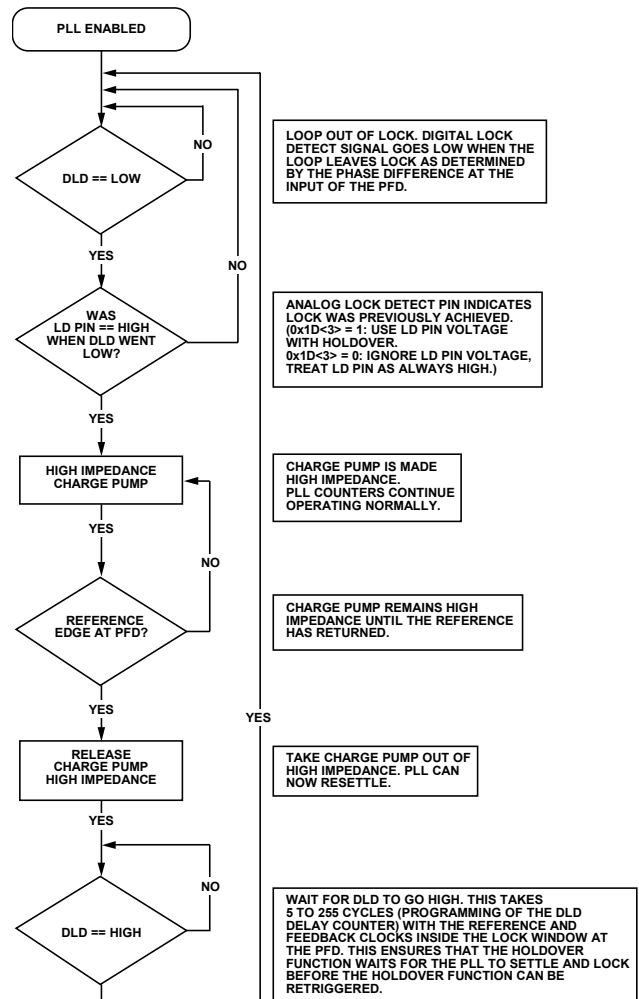 PLL ENABLED
NO
DLD == LOW
LOOP OUT OF LOCK. DIGITAL LOCK
DETECT SIGNAL GOES LOW WHEN THE
LOOP LEAVES LOCK AS DETERMINED
BY THE PHASE DIFFERENCE AT THE
INPUT OF THE PFD.
YES
NO
WAS
LD PIN == HIGH
WHEN DLD WENT
LOW?
ANALOG LOCK DETECT PIN INDICATES
LOCK WAS PREVIOUSLY ACHIEVED.
(0x1D<3> = 1: USE LD PIN VOLTAGE
WITH HOLDOVER.
0x1D<3> = 0: IGNORE LD PIN VOLTAGE,
TREAT LD PIN AS ALWAYS HIGH.)
YES
HIGH IMPEDANCE
CHARGE PUMP
CHARGE PUMP IS MADE
HIGH IMPEDANCE.
PLL COUNTERS CONTINUE
OPERATING NORMALLY.
YES
NO
REFERENCE
EDGE AT PFD?
CHARGE PUMP REMAINS HIGH
IMPEDANCE UNTIL THE REFERENCE
HAS RETURNED.
YES
YES
RELEASE
CHARGE PUMP
HIGH IMPEDANCE
TAKE CHARGE PUMP OUT OF
HIGH IMPEDANCE. PLL CAN
NOW RESETTLE.
YES
NO
DLD == HIGH
WAIT FOR DLD TO GO HIGH. THIS TAKES
5 TO 255 CYCLES (PROGRAMMING OF THE DLD
DELAY COUNTER) WITH THE REFERENCE AND
FEEDBACK CLOCKS INSIDE THE LOCK WINDOW AT
THE PFD. THIS ENSURES THAT THE HOLDOVER
FUNCTION WAITS FOR THE PLL TO SETTLE AND LOCK
BEFORE THE HOLDOVER FUNCTION CAN BE
RETRIGGERED.